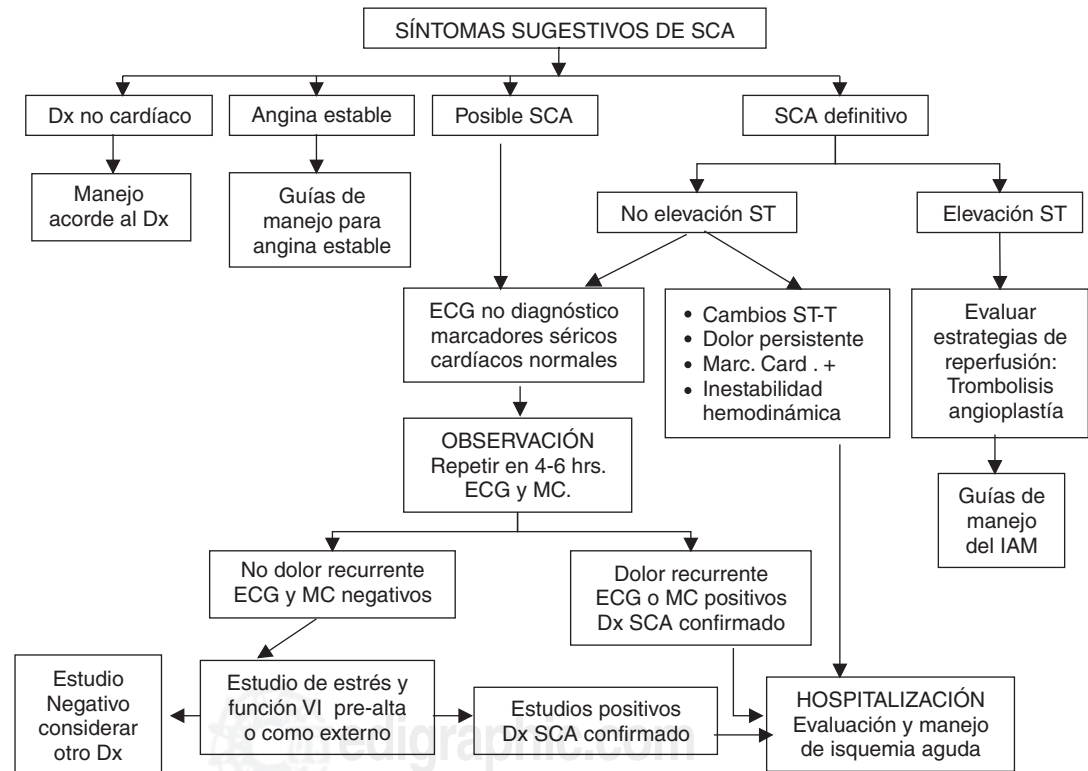 SÍNTOMAS SUGESTIVOS DE SCA
Dx no cardíaco
Angina estable
Posible SCA
SCA definitivo
Manejo
acorde al Dx
Guías de
manejo para
angina estable
No elevación ST
Elevación ST
ECG no diagnóstico
marcadores séricos
cardíacos normales
• Cambios ST-T
• Dolor persistente
• Marc. Card . +
• Inestabilidad
hemodinámica
Evaluar
estrategias de
reperfusión:
Trombolisis
angioplastía
OBSERVACIÓN
Repetir en 4-6 hrs.
ECG y MC.
Guías de
manejo
del IAM
No dolor recurrente
ECG y MC negativos
Dolor recurrente
ECG o MC positivos
Dx SCA confirmado
Estudio
Negativo
considerar
otro Dx
Estudio de estrés y
función VI pre-alta
o como externo
Estudios positivos
Dx SCA confirmado
HOSPITALIZACIÓN
Evaluación y manejo
de isquemia aguda
edigraphic.com